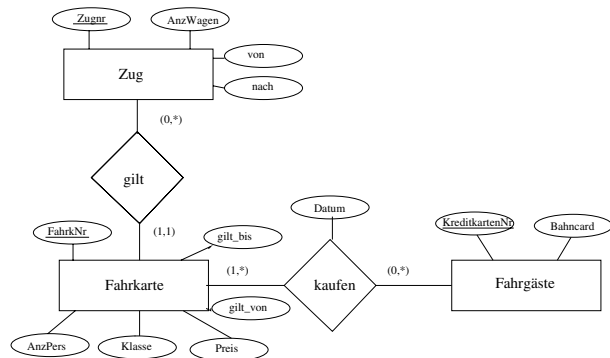 Zugnr
AnzWagen
Zug
von
nach
(0,*)
gilt
(1,1)
FahrkNr
gilt_bis
Datum
KreditkartenNr
Bahncard
Fahrkarte
(1,*)
kaufen
(0,*)
Fahrgäste
gilt_von
AnzPers
Klasse
Preis